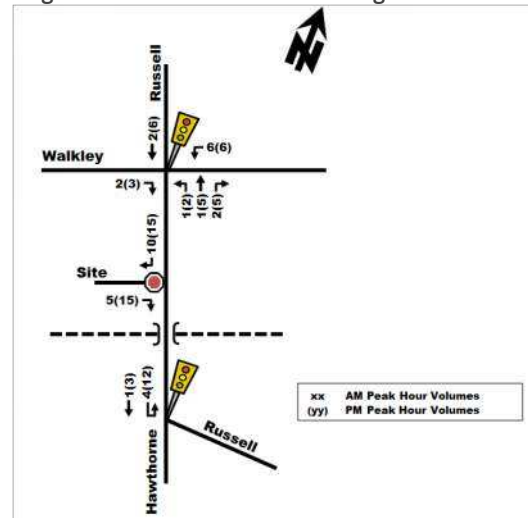 N
Russell
2(6)
6(6)
Walkley
2(3)
1(2)
1(5)
2(5)
10(15)
Site
5(15)
1(3)
4(12)
xx AM Peak Hour Volumes
(yy) PM Peak Hour Volumes
Russell
Hawthorne